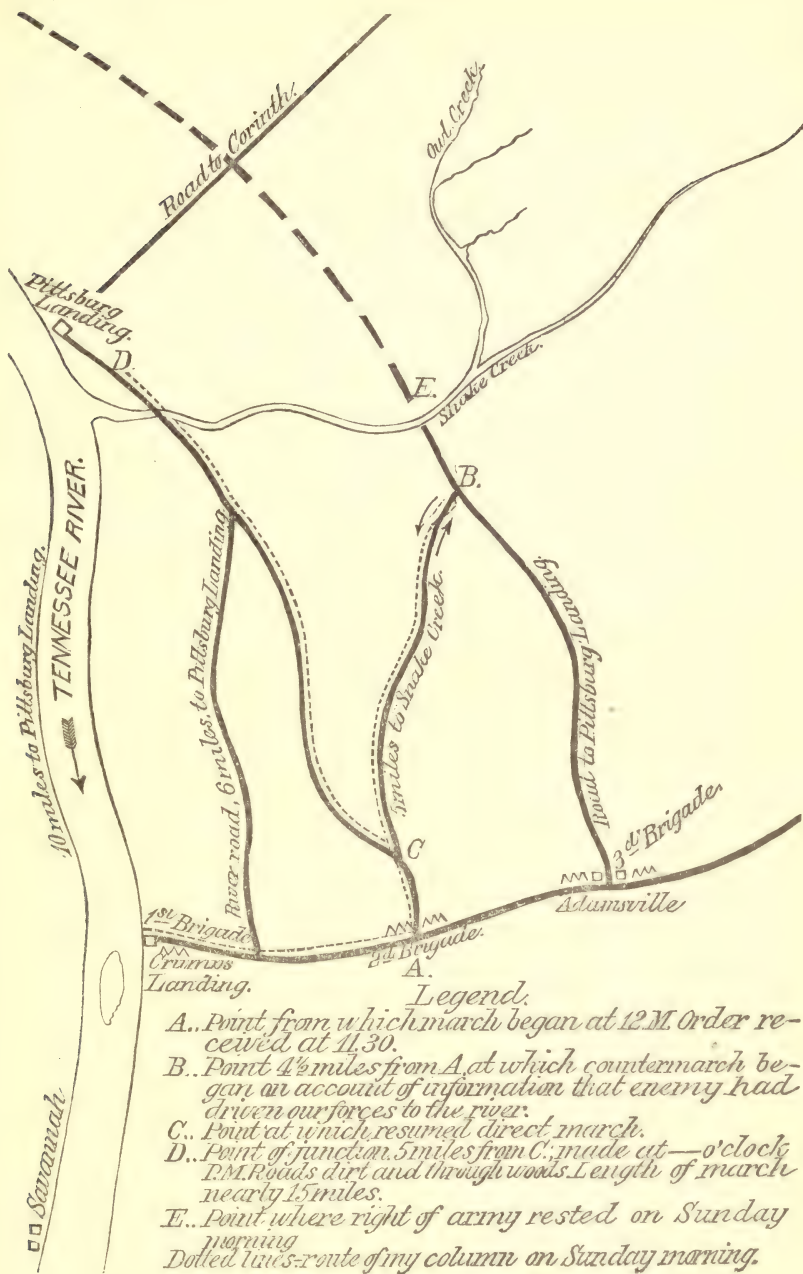 Road to Corinth.
Owl Creek.
Pittsburg
Landing.
D.
E.
Snake Creek.
B.
TENNESSEE RIVER.
10 miles to Pittsburg Landing.
River road, 6 miles, to Pittsburg Landing
5 miles to Snake Creek.
Road to Pittsburg Landing.
C
3d Brigade.
Adamsville
1st Brigade
2d Brigade.
Crumps
Landing.
A.
Savannah
Legend.
A.. Point from which march began at 12 M. Order re-
ceived at 11.30.
B.. Point 4½ miles from A, at which countermarch be-
gan on account of information that enemy had
driven our forces to the river.
C.. Point at which resumed direct march.
D.. Point of junction, 5 miles from C; made at — o'clock
P.M. Roads dirt and through woods. Length of march
nearly 15 miles.
E.. Point where right of army rested on Sunday
morning
Dotted lines-route of my column on Sunday morning.